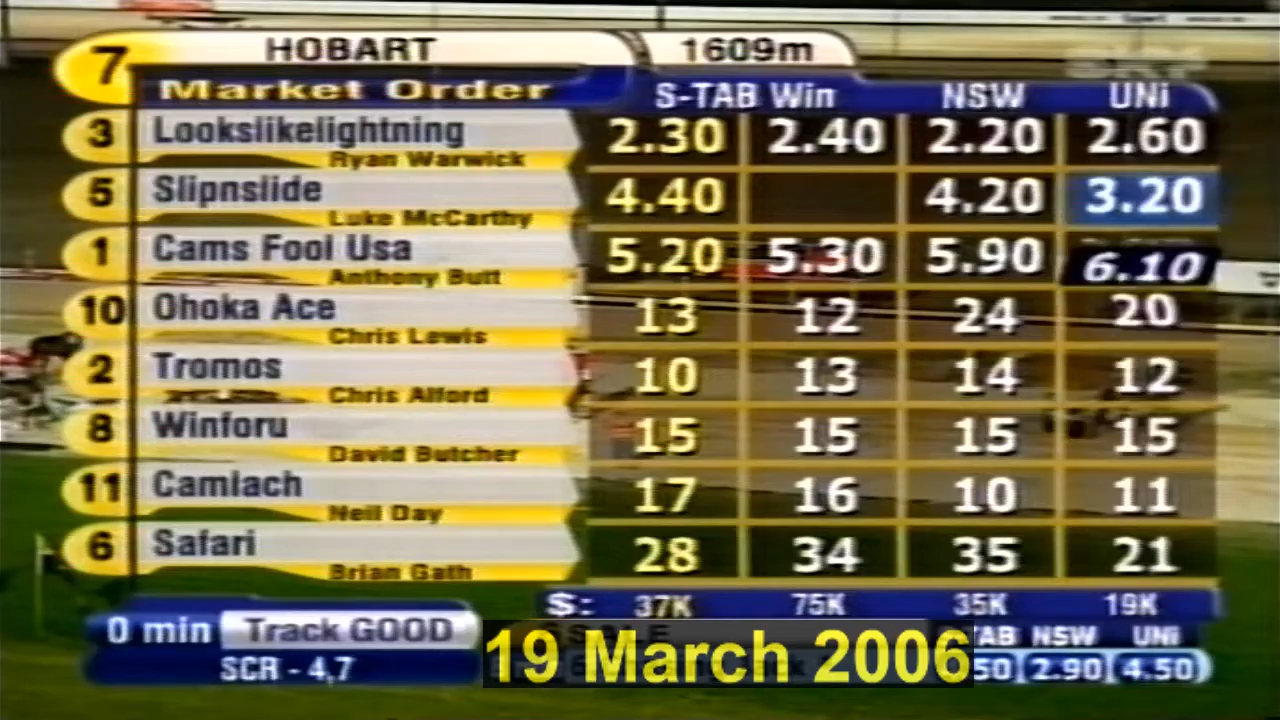 7 HOBART 1609m
Market Order S-TAB Win NSW UNi
3 Lookslikelightning 2.30 2.40 2.20 2.60
Ryan Warwick
5 Slipnslide 4.40 4.20 3.20
Luke McCarthy
1 Cams Fool Usa 5.20 5.30 5.90 6.10
Anthony Butt
10 Ohoka Ace 13 12 24 20
Chris Lewis
2 Tromos 10 13 14 12
Chris Alford
8 Winforu 15 15 15 15
David Butcher
11 Camlach 17 16 10 11
Neil Day
6 Safari 28 34 35 21
Brian Gath
$: 37K 75K 35K 19K
0 min Track GOOD TAB NSW UNi
SCR - 4,7 19 March 2006 50 2.90 4.50